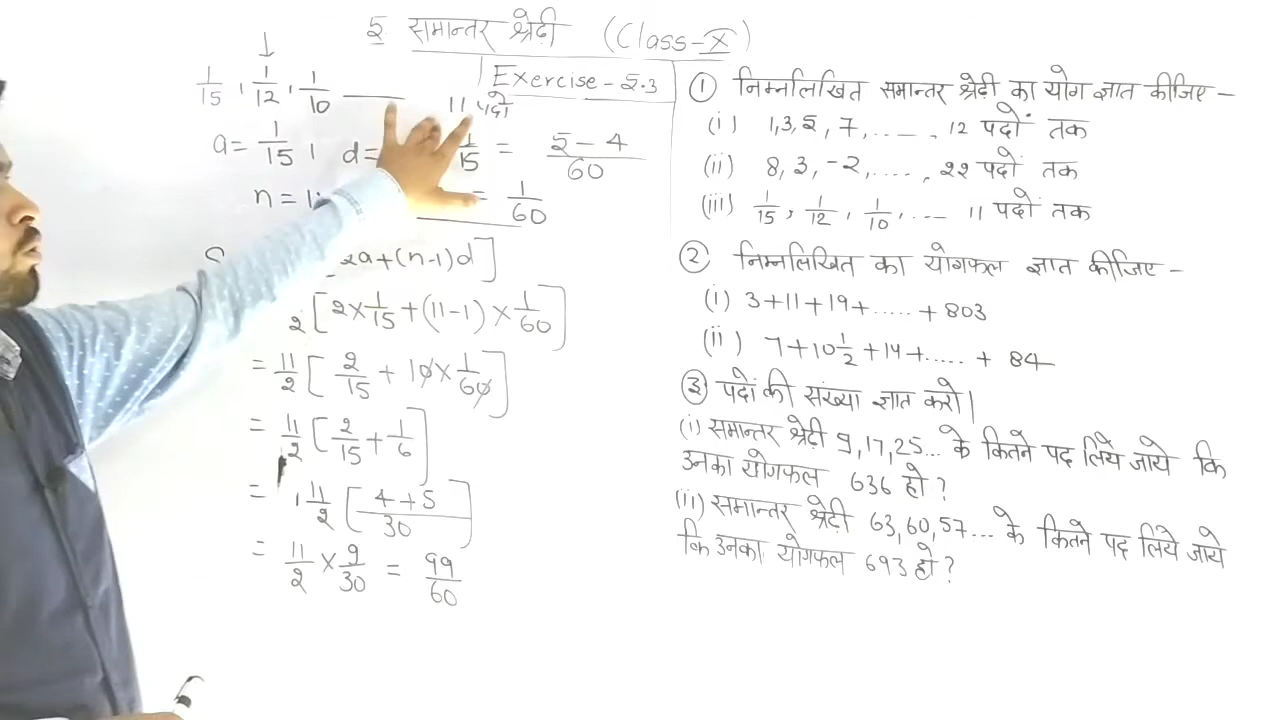 5 समान्तर श्रेढ़ी (Class-X)
Exercise-5.3
1/15, 1/12, 1/10 ——— 11 पदों
a = 1/15, d= 1/15 = (5-4)/60
n = 1 = 1/60
2a+(n-1)d]
2 [2×1/15+(11-1)×1/60]
= 11/2 [2/15 + 10×1/60]
= 11/2 [2/15+1/6]
= 11/2 [(4+5)/30]
= 11/2 × 9/30 = 99/60
① निम्नलिखित समान्तर श्रेढ़ी का योग ज्ञात कीजिए -
(i) 1,3,5,7,....., 12 पदों तक
(ii) 8, 3, -2,....., 22 पदों तक
(iii) 1/15, 1/12, 1/10, .... 11 पदों तक
② निम्नलिखित का योगफल ज्ञात कीजिए -
(i) 3+11+19+.....+803
(ii) 7+10 1/2+14+.....+ 84
③ पदों की संख्या ज्ञात करो।
(i) समान्तर श्रेढ़ी 9,17,25... के कितने पद लिये जाये कि
उनका योगफल 636 हो?
(ii) समान्तर श्रेढ़ी 63,60,57... के कितने पद लिये जाये
कि उनका योगफल 693 हो?